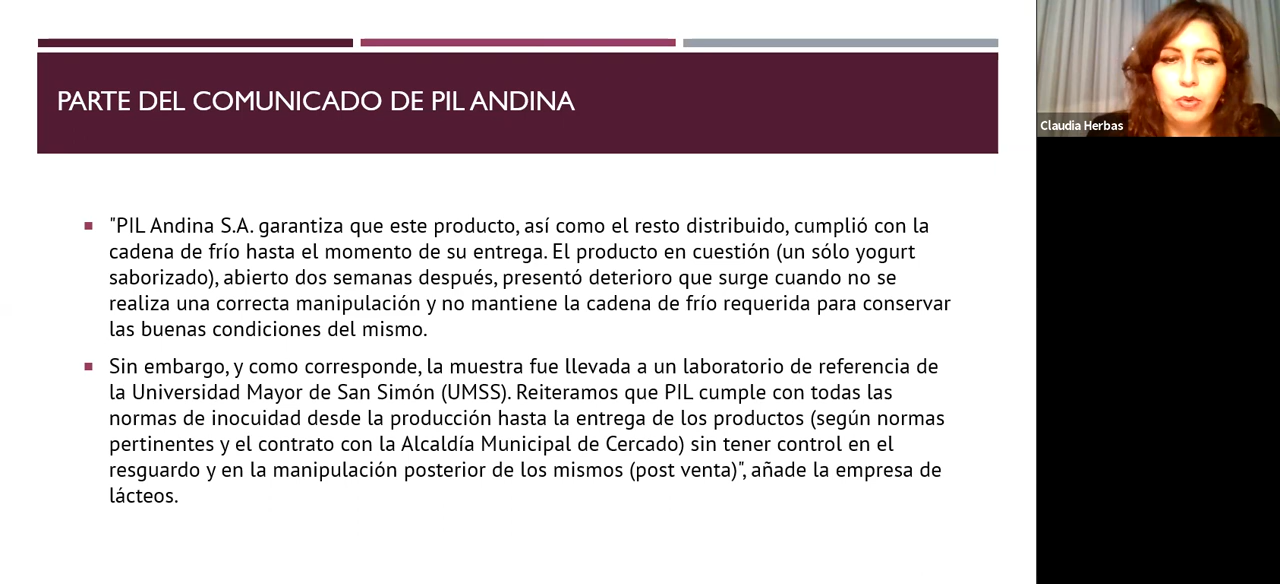 PARTE DEL COMUNICADO DE PIL ANDINA
"PIL Andina S.A. garantiza que este producto, así como el resto distribuido, cumplió con la
cadena de frío hasta el momento de su entrega. El producto en cuestión (un sólo yogurt
saborizado), abierto dos semanas después, presentó deterioro que surge cuando no se
realiza una correcta manipulación y no mantiene la cadena de frío requerida para conservar
las buenas condiciones del mismo.
Sin embargo, y como corresponde, la muestra fue llevada a un laboratorio de referencia de
la Universidad Mayor de San Simón (UMSS). Reiteramos que PIL cumple con todas las
normas de inocuidad desde la producción hasta la entrega de los productos (según normas
pertinentes y el contrato con la Alcaldía Municipal de Cercado) sin tener control en el
resguardo y en la manipulación posterior de los mismos (post venta)", añade la empresa de
lácteos.
Claudia Herbas